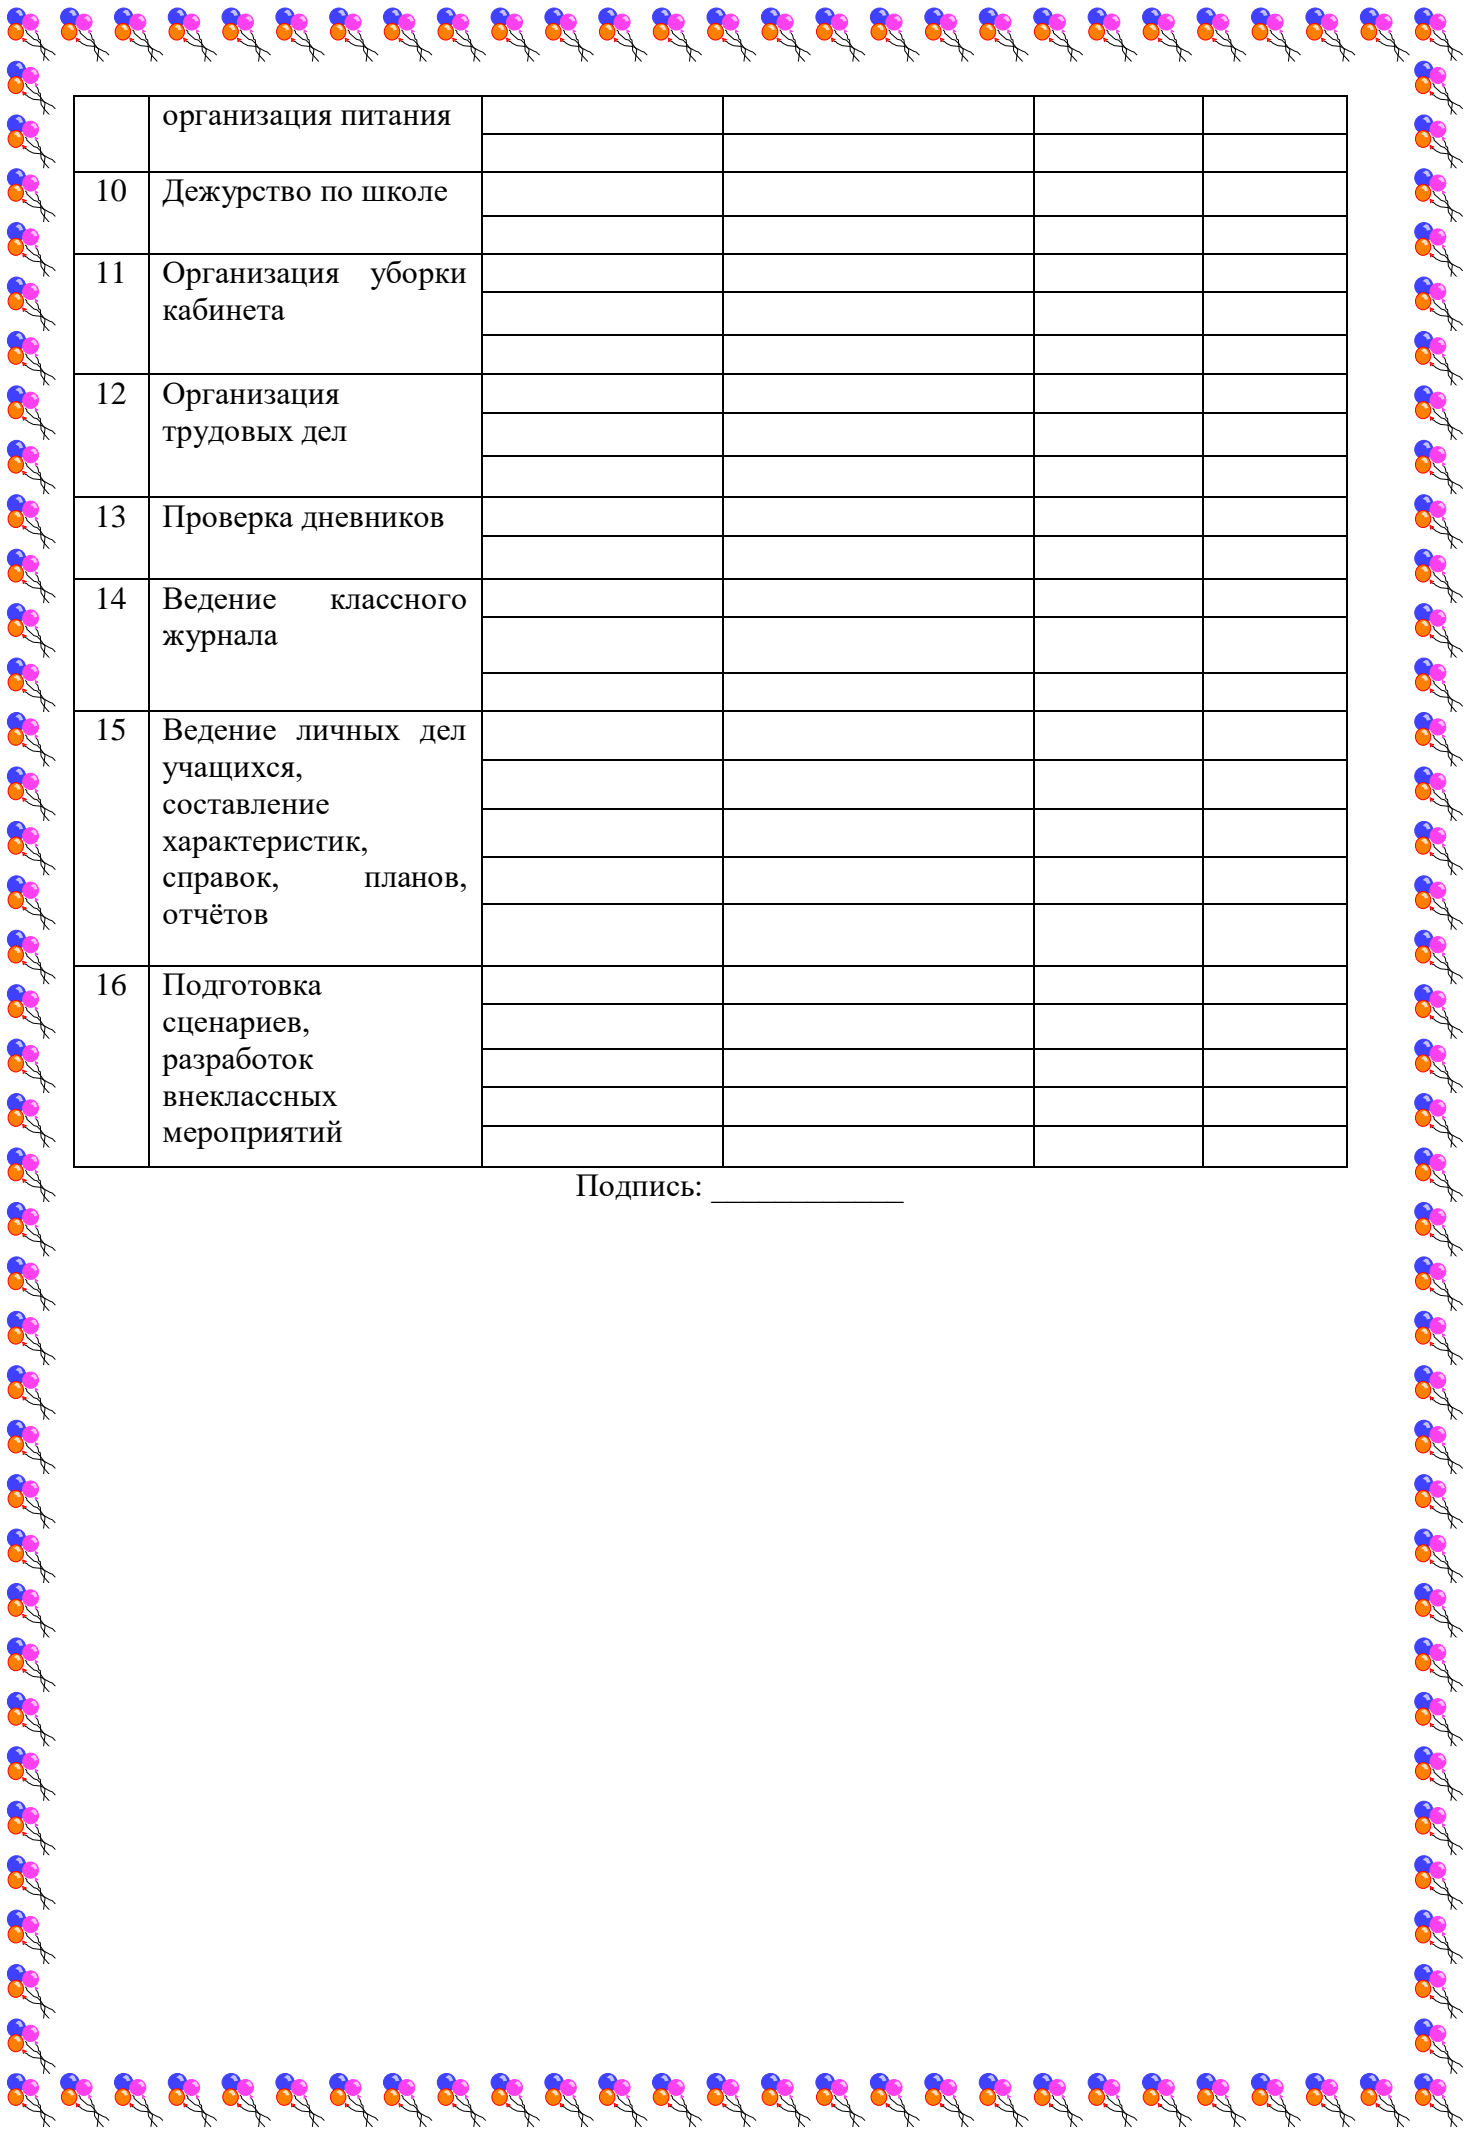 организация питания
10 Дежурство по школе
11 Организация уборки
кабинета
12 Организация
трудовых дел
13 Проверка дневников
14 Ведение классного
журнала
15 Ведение личных дел
учащихся,
составление
характеристик,
справок, планов,
отчётов
16 Подготовка
сценариев,
разработок
внеклассных
мероприятий
Подпись: ____________